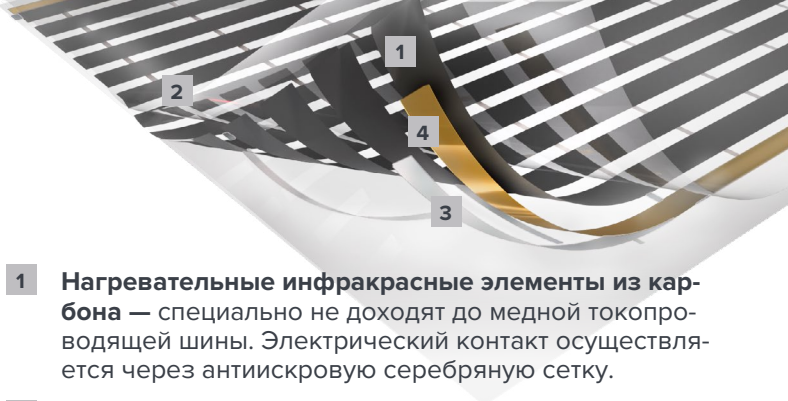 1
2
4
3
1 Нагревательные инфракрасные элементы из кар-
бона — специально не доходят до медной токопро-
водящей шины. Электрический контакт осуществля-
ется через антиискровую серебряную сетку.